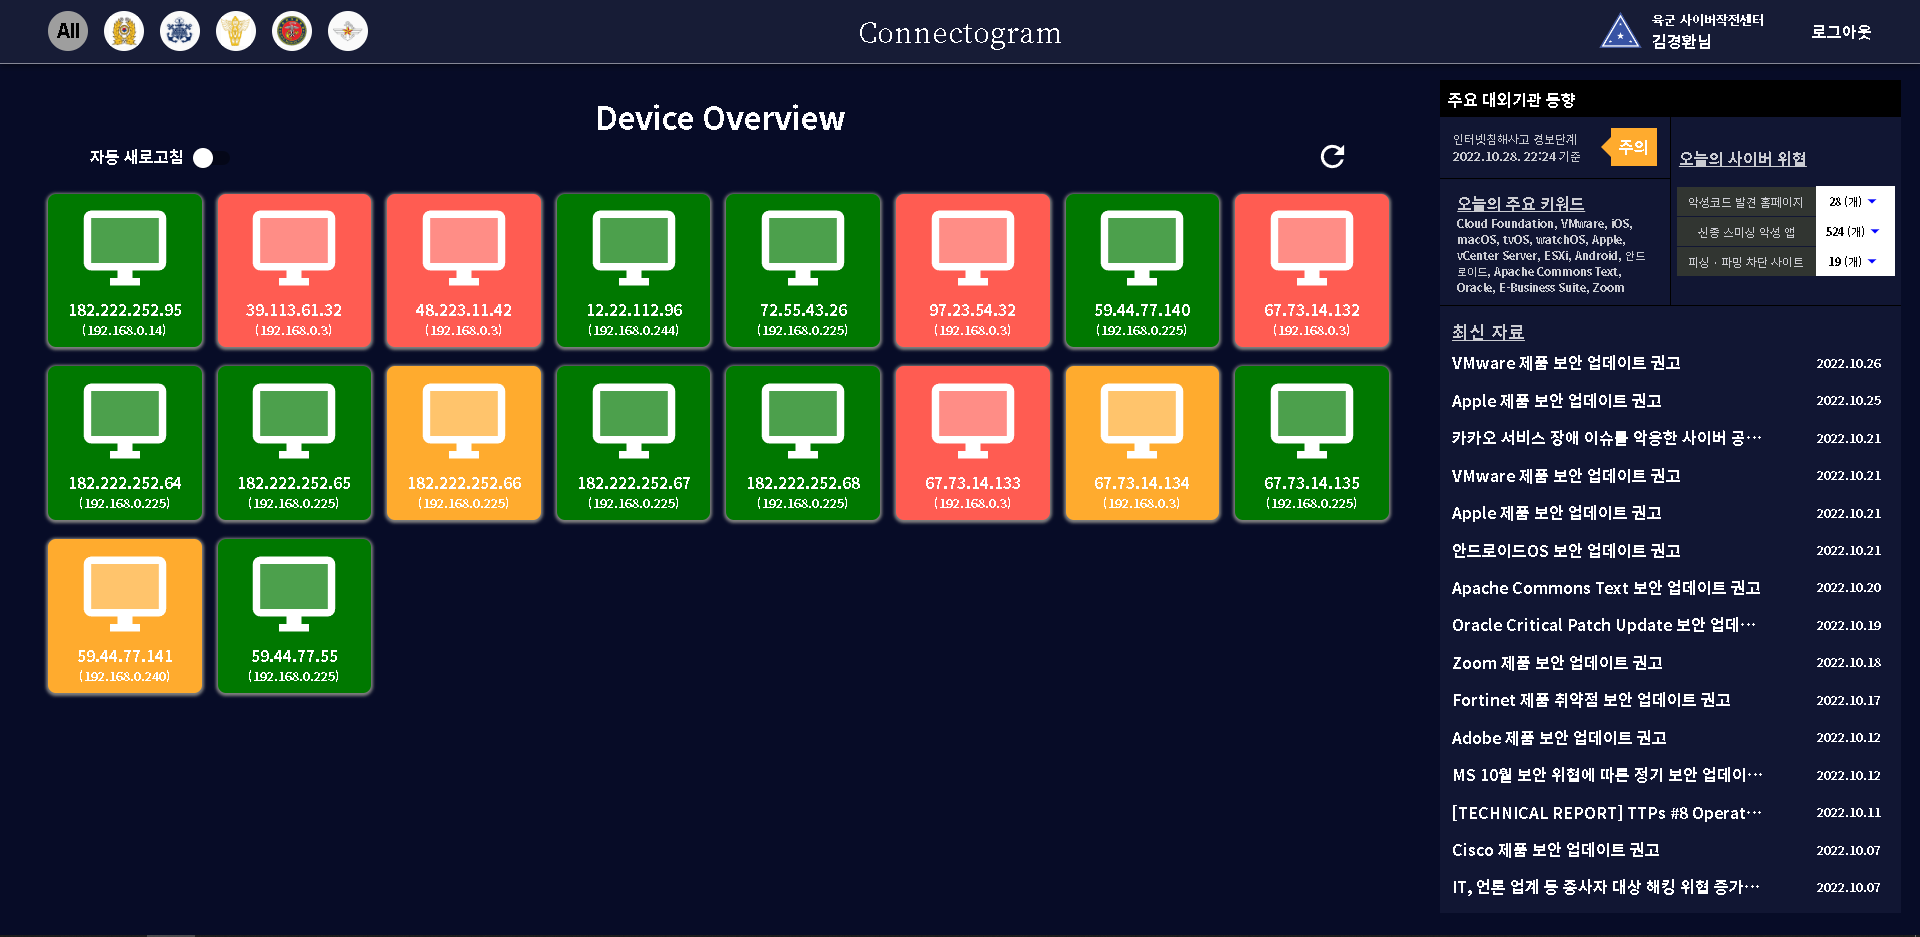 All
Connectogram
육군 사이버작전센터
김경환님
로그아웃
Device Overview
자동 새로고침
182.222.252.95
(192.168.0.14)
39.113.61.32
(192.168.0.3)
48.223.11.42
(192.168.0.3)
12.22.112.96
(192.168.0.244)
72.55.43.26
(192.168.0.225)
97.23.54.32
(192.168.0.3)
59.44.77.140
(192.168.0.225)
67.73.14.132
(192.168.0.3)
182.222.252.64
(192.168.0.225)
182.222.252.65
(192.168.0.225)
182.222.252.66
(192.168.0.225)
182.222.252.67
(192.168.0.225)
182.222.252.68
(192.168.0.225)
67.73.14.133
(192.168.0.3)
67.73.14.134
(192.168.0.3)
67.73.14.135
(192.168.0.225)
59.44.77.141
(192.168.0.240)
59.44.77.55
(192.168.0.225)
주요 대외기관 동향
인터넷침해사고 경보단계
2022.10.28. 22:24 기준
주의
오늘의 주요 키워드
Cloud Foundation, VMware, iOS,
macOS, tvOS, watchOS, Apple,
vCenter Server, ESXi, Android, 안드
로이드, Apache Commons Text,
Oracle, E-Business Suite, Zoom
오늘의 사이버 위협
악성코드 발견 홈페이지 28 (개)
신종 스미싱 악성 앱 524 (개)
피싱 · 파밍 차단 사이트 19 (개)
최신 자료
VMware 제품 보안 업데이트 권고 2022.10.26
Apple 제품 보안 업데이트 권고 2022.10.25
카카오 서비스 장애 이슈를 악용한 사이버 공… 2022.10.21
VMware 제품 보안 업데이트 권고 2022.10.21
Apple 제품 보안 업데이트 권고 2022.10.21
안드로이드OS 보안 업데이트 권고 2022.10.21
Apache Commons Text 보안 업데이트 권고 2022.10.20
Oracle Critical Patch Update 보안 업데… 2022.10.19
Zoom 제품 보안 업데이트 권고 2022.10.18
Fortinet 제품 취약점 보안 업데이트 권고 2022.10.17
Adobe 제품 보안 업데이트 권고 2022.10.12
MS 10월 보안 위협에 따른 정기 보안 업데이… 2022.10.12
[TECHNICAL REPORT] TTPs #8 Operat… 2022.10.11
Cisco 제품 보안 업데이트 권고 2022.10.07
IT, 언론 업계 등 종사자 대상 해킹 위협 증가… 2022.10.07